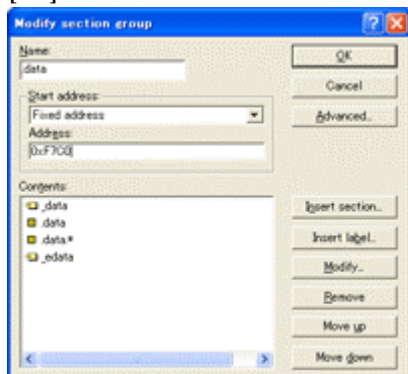 Modify section group
Name:
.data
OK
Cancel
Advanced..
Start address:
Fixed address
Address:
0xF7C0
Contents:
_data
.data
.data.*
_edata
Insert section..
Insert label..
Modify..
Remove
Move up
Move down